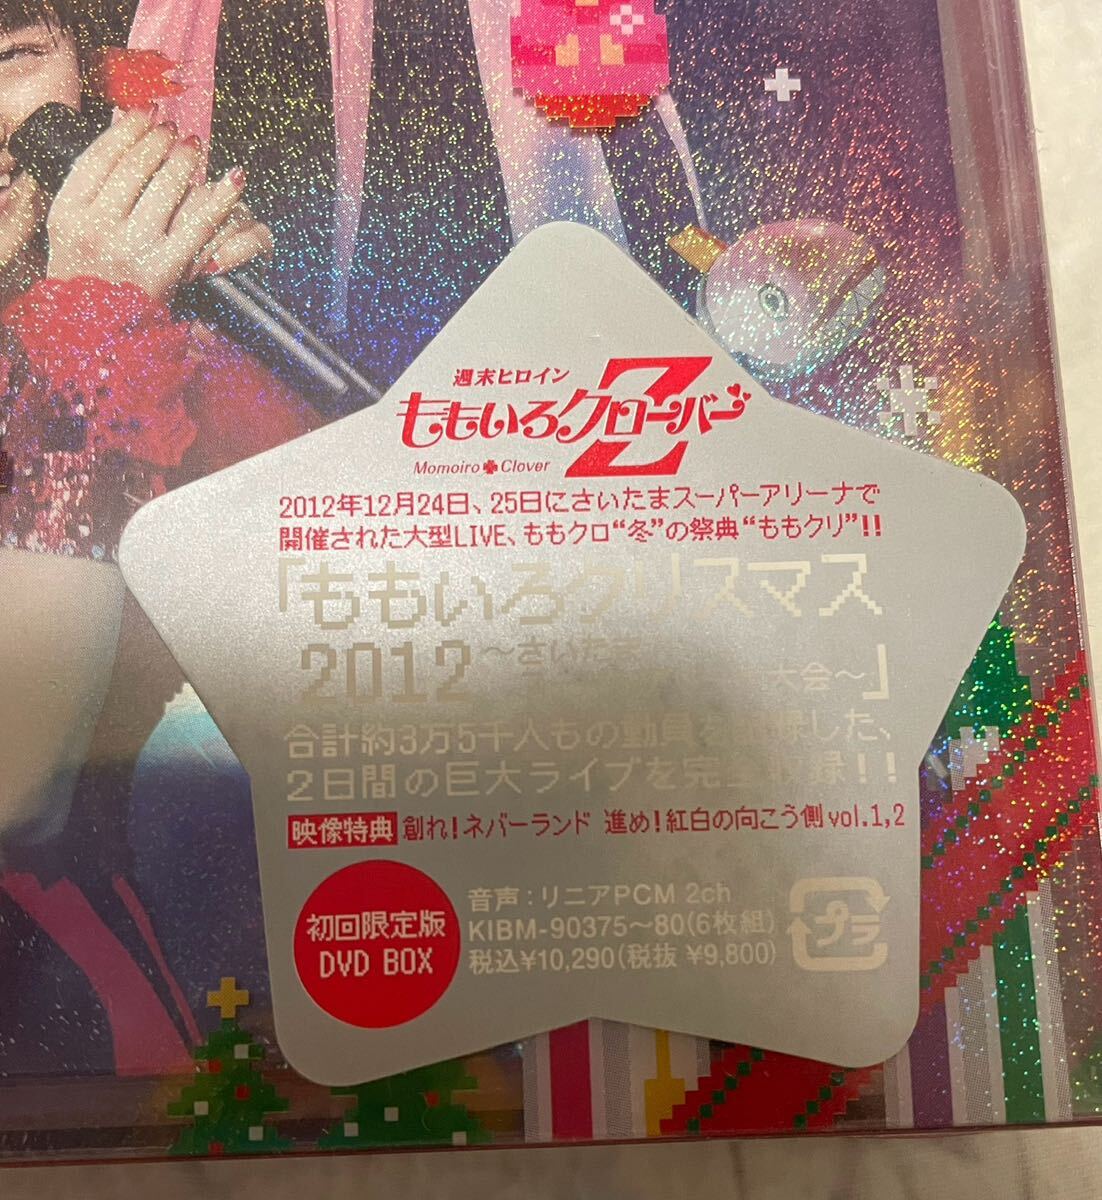 週末ヒロイン
ももいろクローバーZ
Momoiro Clover
2012年12月24日、25日にさいたまスーパーアリーナで
開催された大型LIVE、ももクロ“冬”の祭典“ももクリ”!!
「ももいろクリスマス
2012 ～さいたま
大会～」
合計約3万5千人もの動員を記録した、
2日間の巨大ライブを完全収録!!
映像特典 創れ!ネバーランド 進め!紅白の向こう側 vol.1,2
初回限定版
DVD BOX
音声:リニアPCM 2ch
KIBM-90375～80(6枚組)
税込¥10,290(税抜 ¥9,800)
プラ